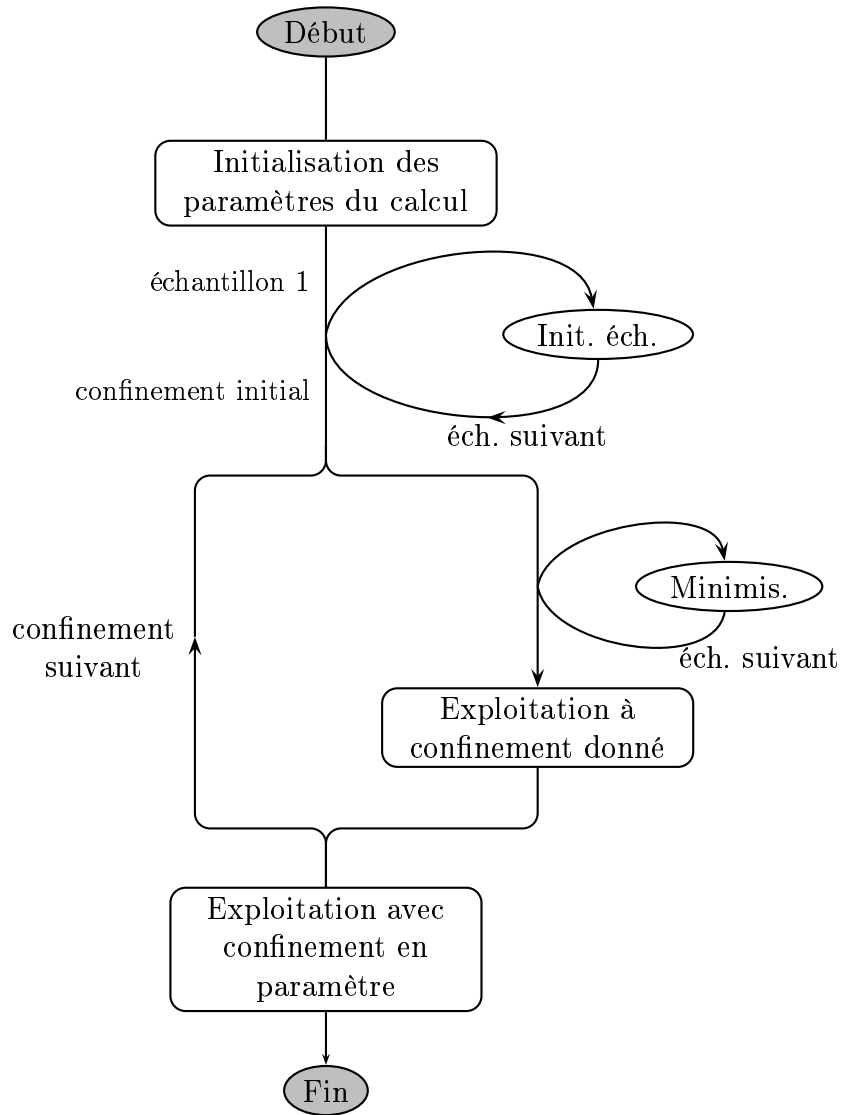 Début
Initialisation des
paramètres du calcul
échantillon 1
Init. éch.
confinement initial
éch. suivant
Minimis.
confinement
suivant
éch. suivant
Exploitation à
confinement donné
Exploitation avec
confinement en
paramètre
Fin